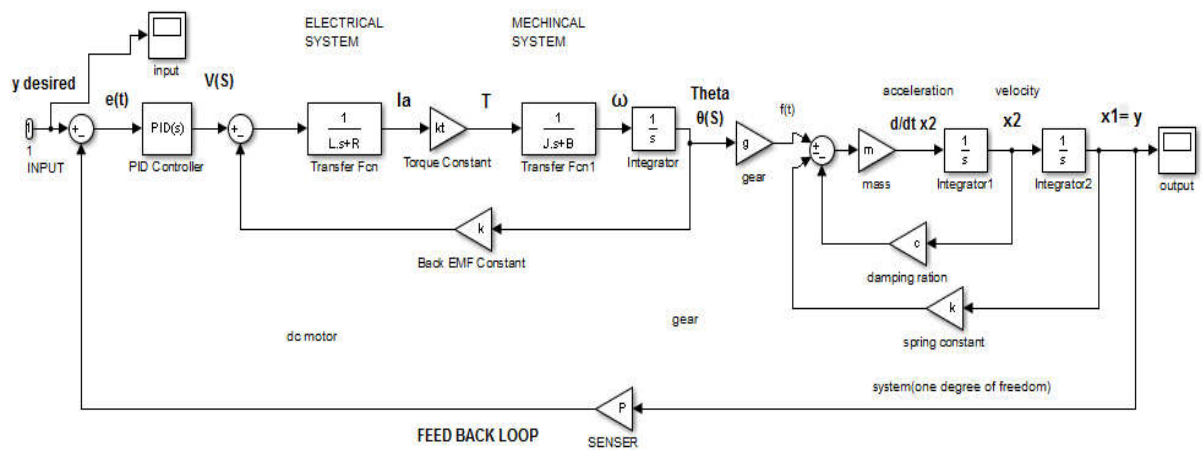 ELECTRICAL
SYSTEM
MECHINCAL
SYSTEM
input
y desired
e(t)
V(S)
Ia
T
ω
Theta
θ(S)
f(t)
acceleration
velocity
d/dt x2
x2
x1= y
1
INPUT
+
-
PID(s)
PID Controller
+
-
1
L.s+R
Transfer Fcn
kt
Torque Constant
1
J.s+B
Transfer Fcn1
1
s
Integrator
g
gear
+
-
-
m
mass
1
s
Integrator1
1
s
Integrator2
output
k
Back EMF Constant
c
damping ration
k
spring constant
dc motor
gear
system(one degree of freedom)
P
FEED BACK LOOP
SENSER